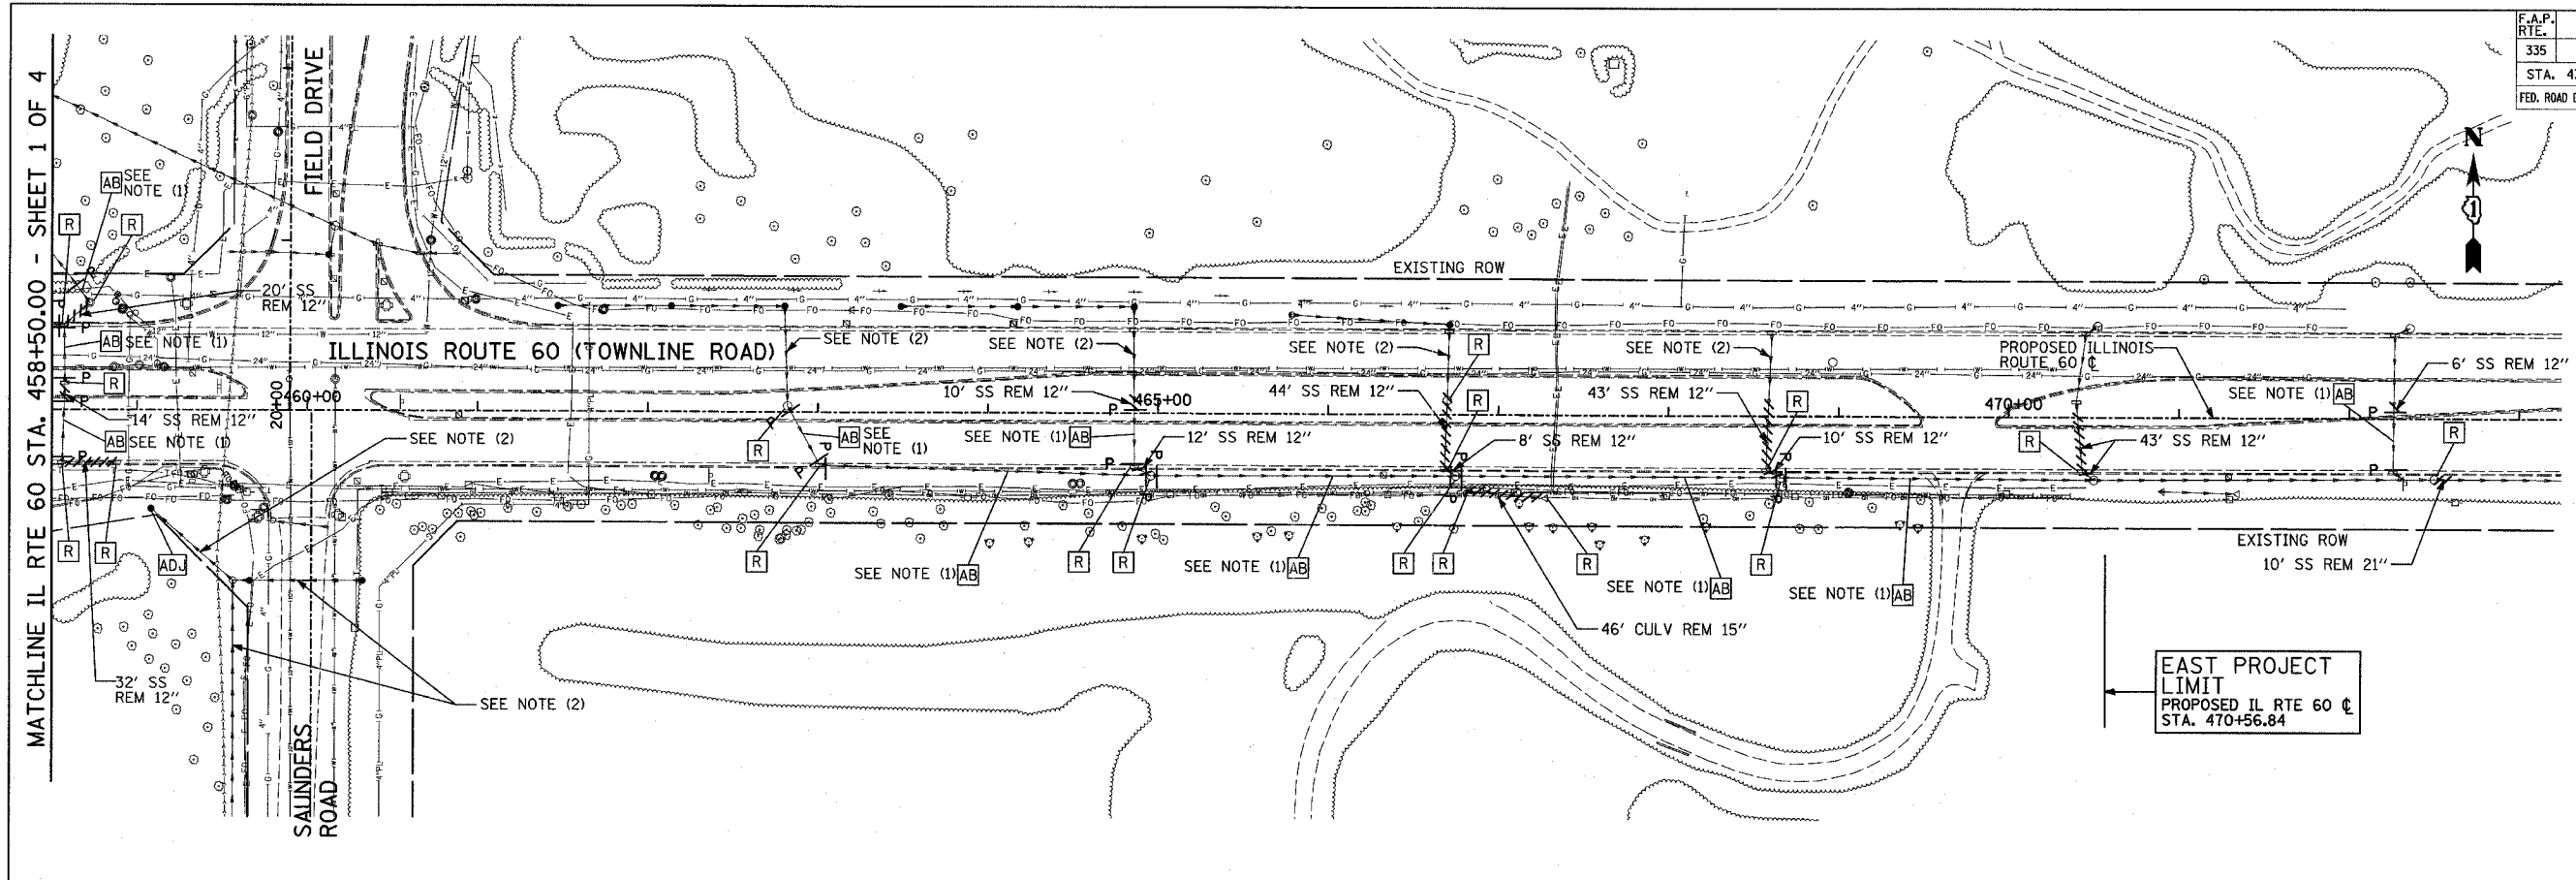 F.A.P.
RTE.
335
STA. 4
FED. ROAD D
MATCHLINE IL RTE 60 STA. 458+50.00 - SHEET 1 OF 4
FIELD DRIVE
N
AB SEE
NOTE (1)
R
R
20' SS
REM 12"
EXISTING ROW
AB SEE NOTE (1)
ILLINOIS ROUTE 60 (TOWNLINE ROAD)
SEE NOTE (2)
SEE NOTE (2)
SEE NOTE (2)
R
SEE NOTE (2)
PROPOSED ILLINOIS
ROUTE 60 ℄
6' SS REM 12"
R
14' SS REM 12"
20+00
460+00
10' SS REM 12"
465+00
44' SS REM 12"
R
43' SS REM 12"
R
470+00
SEE NOTE (1) AB
AB SEE NOTE (1)
SEE NOTE (2)
R
AB SEE
NOTE (1)
SEE NOTE (1) AB
12' SS REM 12"
8' SS REM 12"
10' SS REM 12"
R
43' SS REM 12"
R
R
R
ADJ
R
SEE NOTE (1) AB
R
R
SEE NOTE (1) AB
R
R
R
SEE NOTE (1) AB
R
SEE NOTE (1) AB
EXISTING ROW
10' SS REM 21"
46' CULV REM 15"
32' SS
REM 12"
SEE NOTE (2)
EAST PROJECT
LIMIT
PROPOSED IL RTE 60 ℄
STA. 470+56.84
SAUNDERS
ROAD